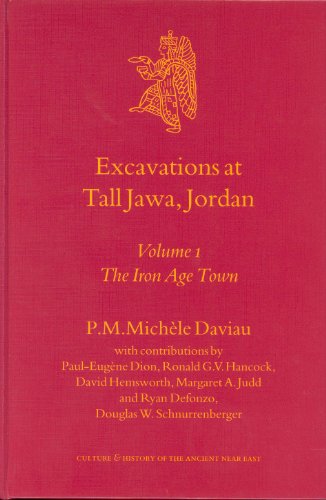 Excavations at
Tall Jawa, Jordan
Volume 1
The Iron Age Town
P.M.Michèle Daviau
with contributions by
Paul-Eugène Dion, Ronald G.V. Hancock,
David Hemsworth, Margaret A. Judd
and Ryan Defonzo,
Douglas W. Schnurrenberger
CULTURE & HISTORY OF THE ANCIENT NEAR EAST